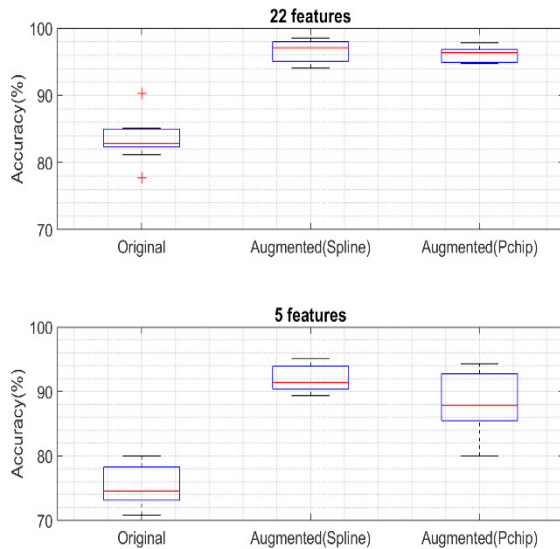 22 features
100
90
80
70
Accuracy(%)
Original Augmented(Spline) Augmented(Pchip)
5 features
100
90
80
70
Accuracy(%)
Original Augmented(Spline) Augmented(Pchip)